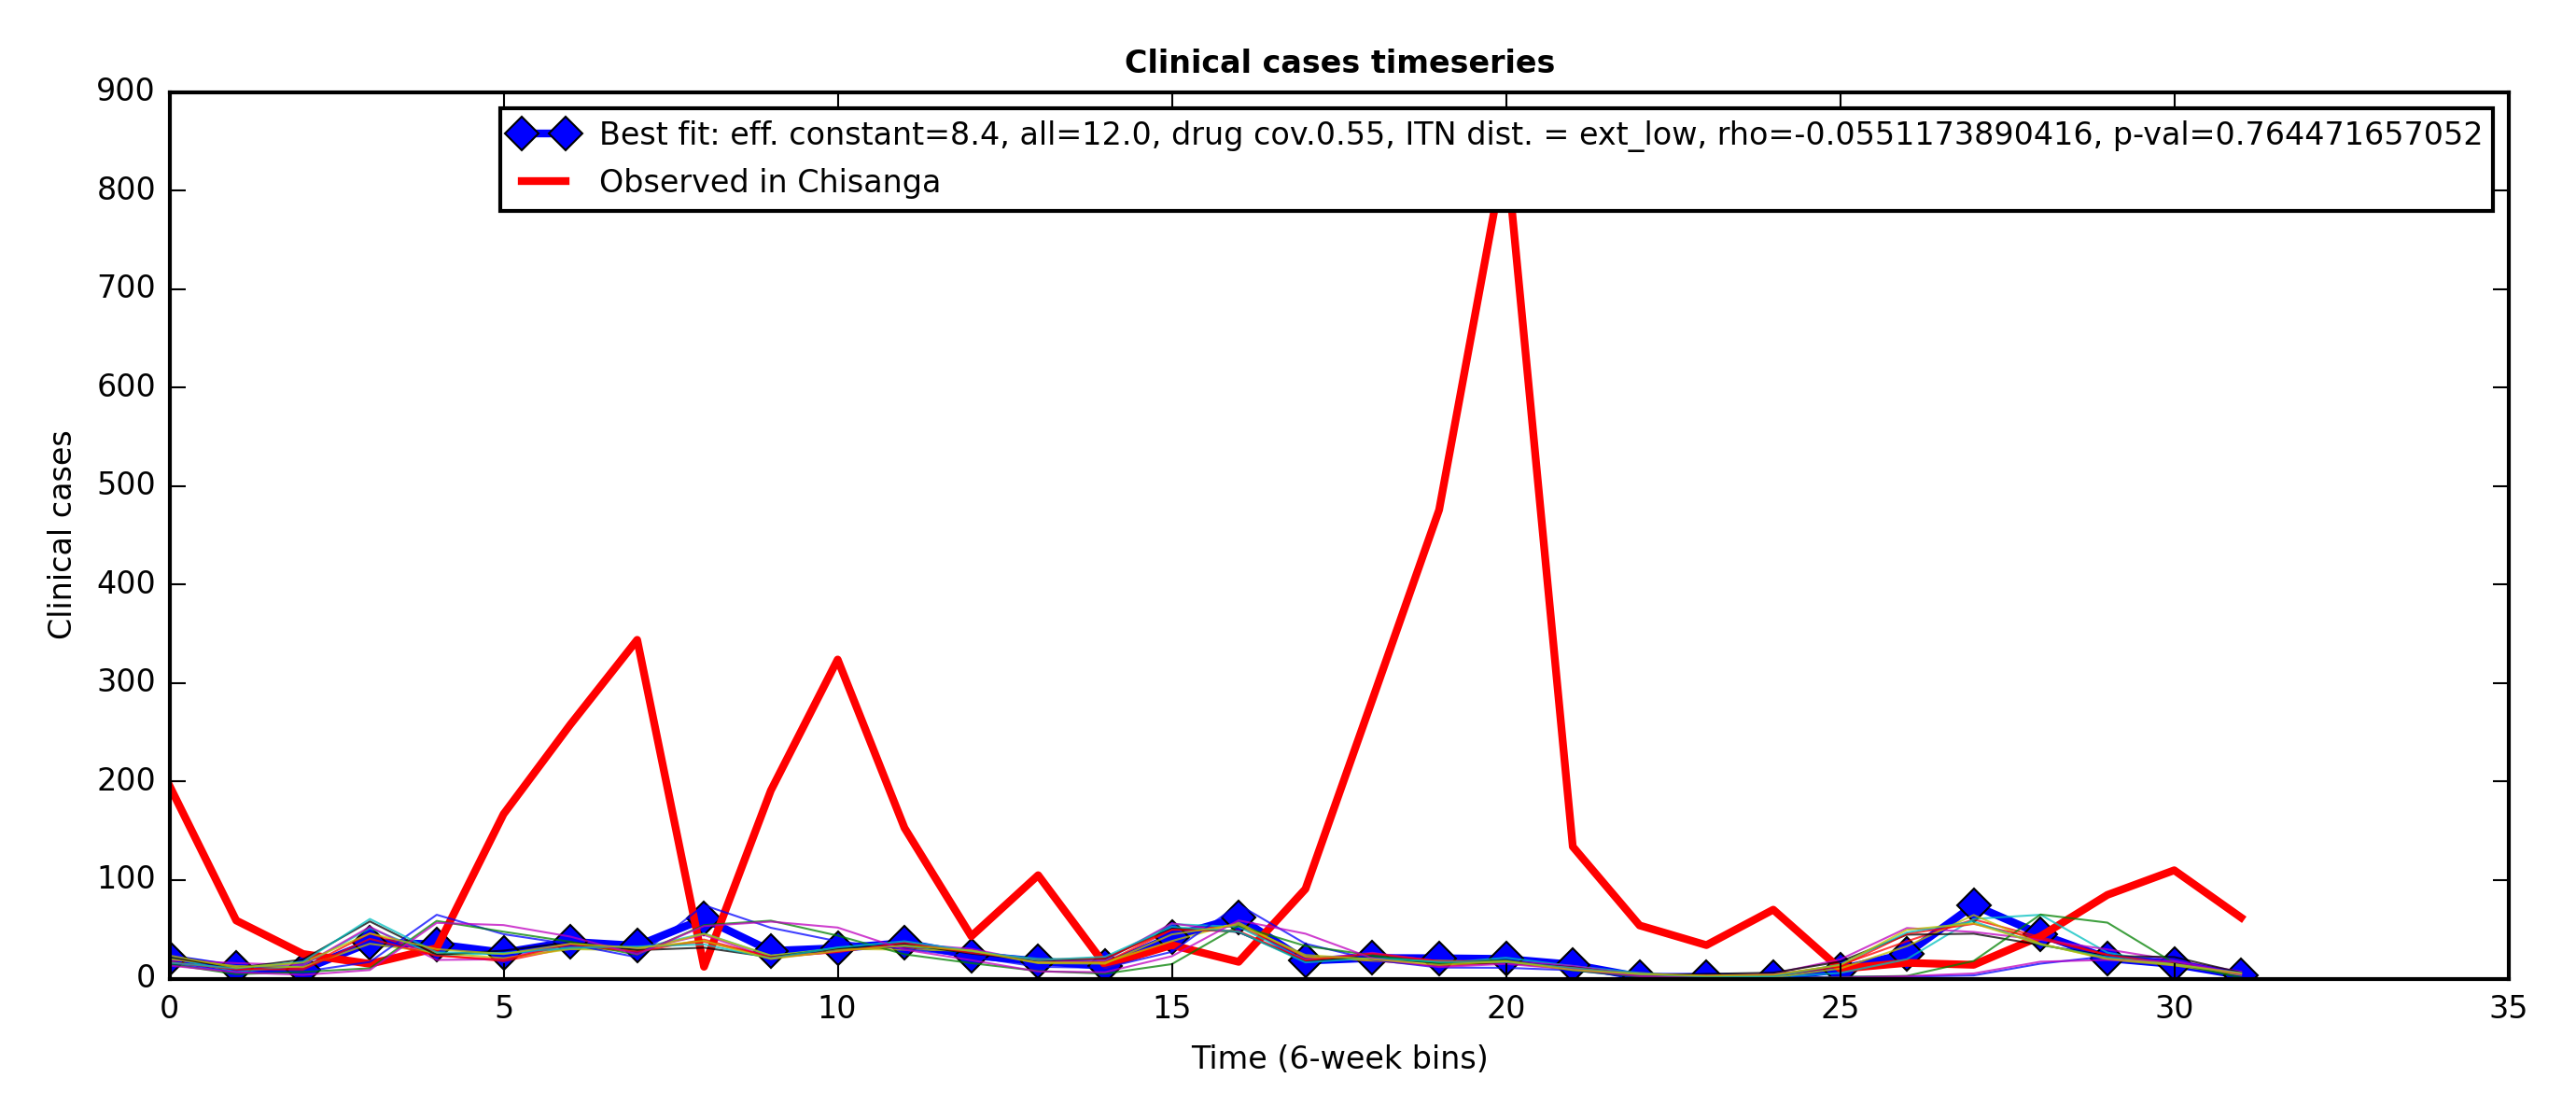 Clinical cases timeseries
900
800
700
600
500
400
300
200
100
0
Clinical cases
Best fit: eff. constant=8.4, all=12.0, drug cov.0.55, ITN dist. = ext_low, rho=-0.0551173890416, p-val=0.764471657052
Observed in Chisanga
0 5 10 15 20 25 30 35
Time (6-week bins)